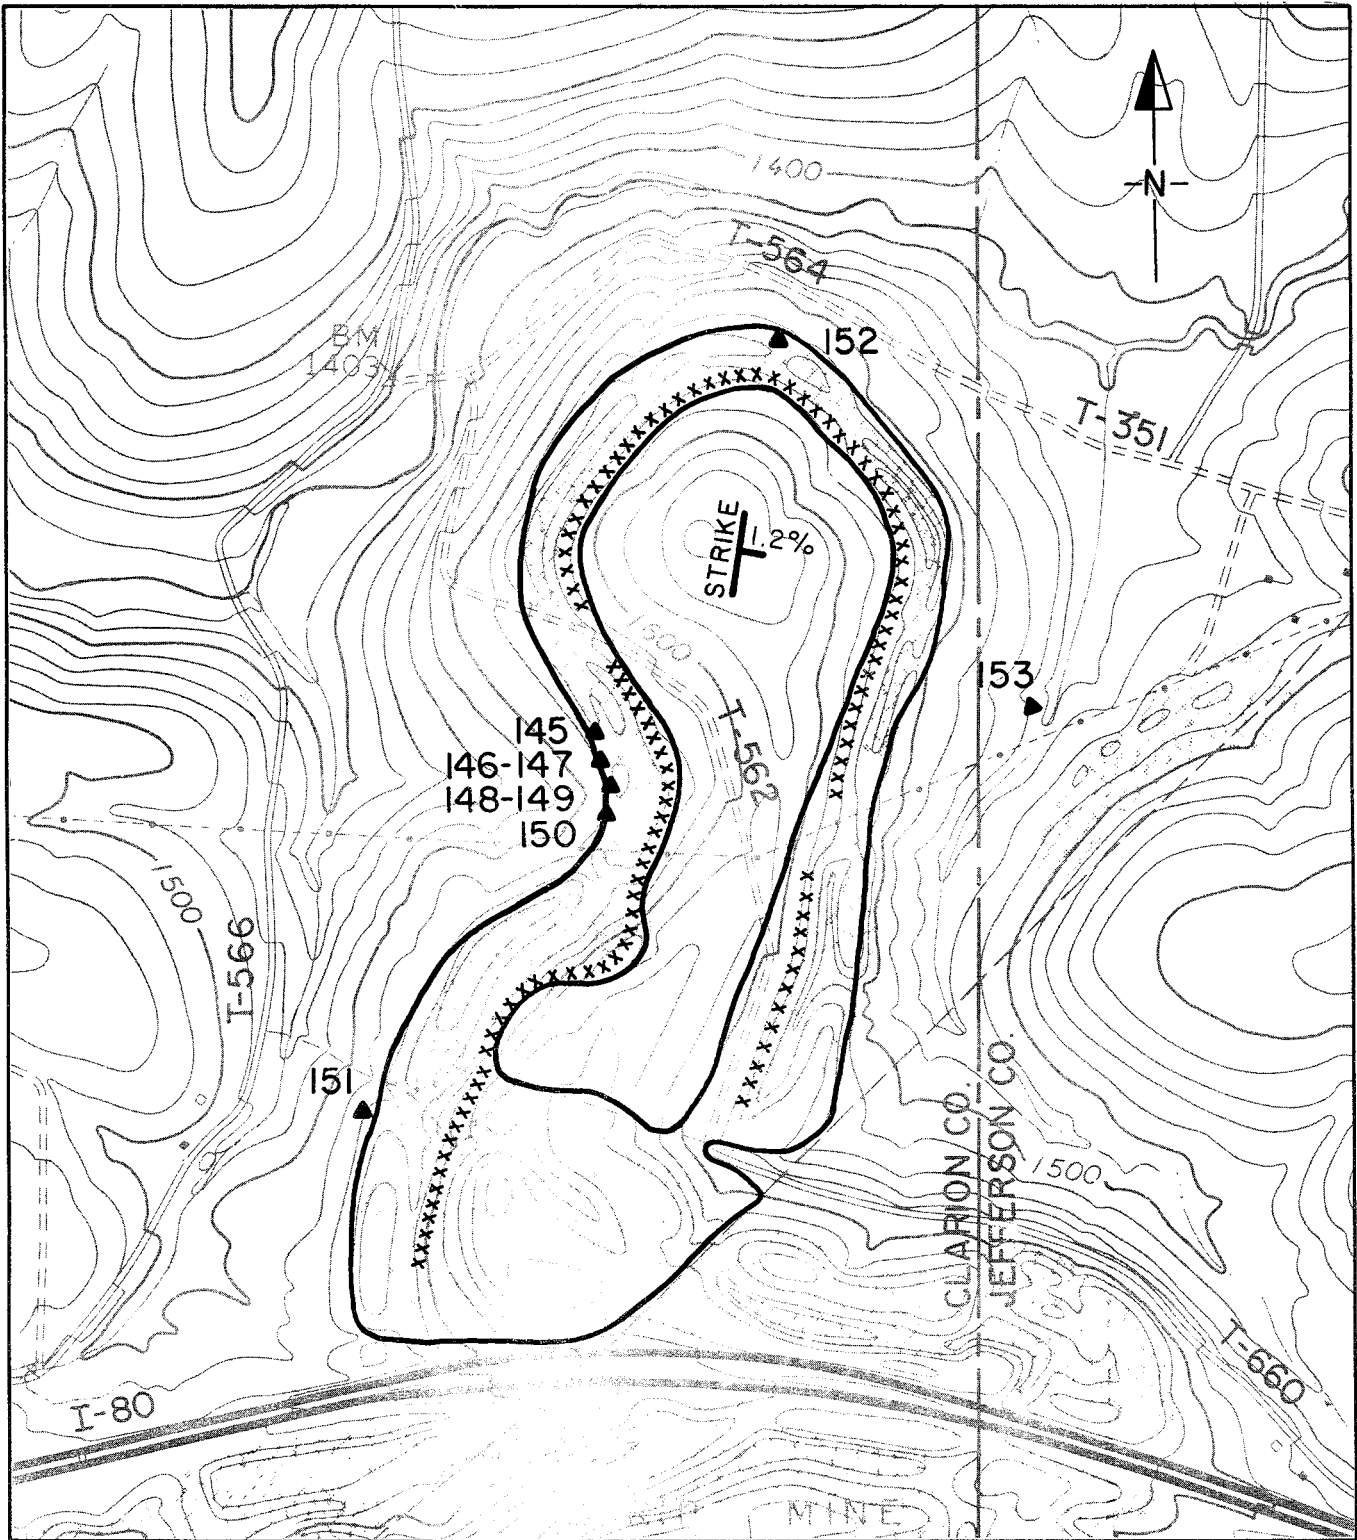 1400
-N-
T-564
BM
1403
152
T-351
STRIKE
1.2%
1500
153
145
146-147
148-149
150
T-562
1500
T-566
151
CLARION CO.
JEFFERSON CO.
1500
T-660
I-80
MINE